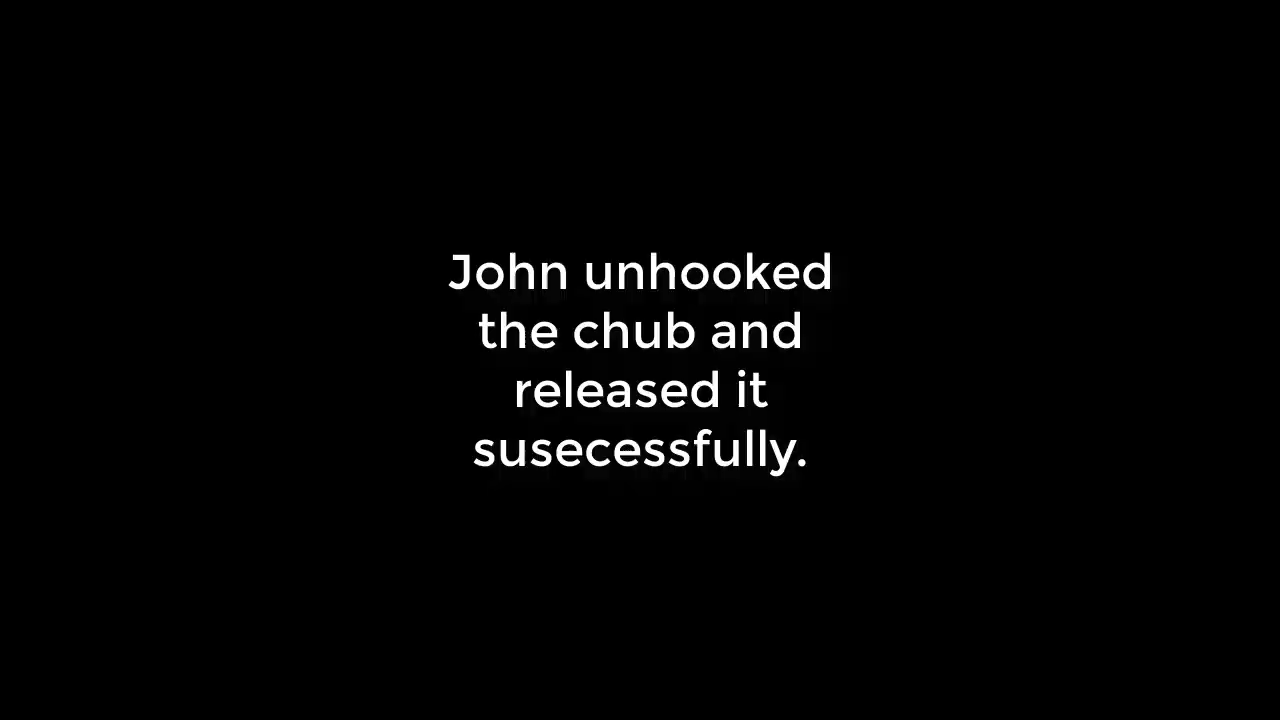 John unhooked
the chub and
released it
susecessfully.